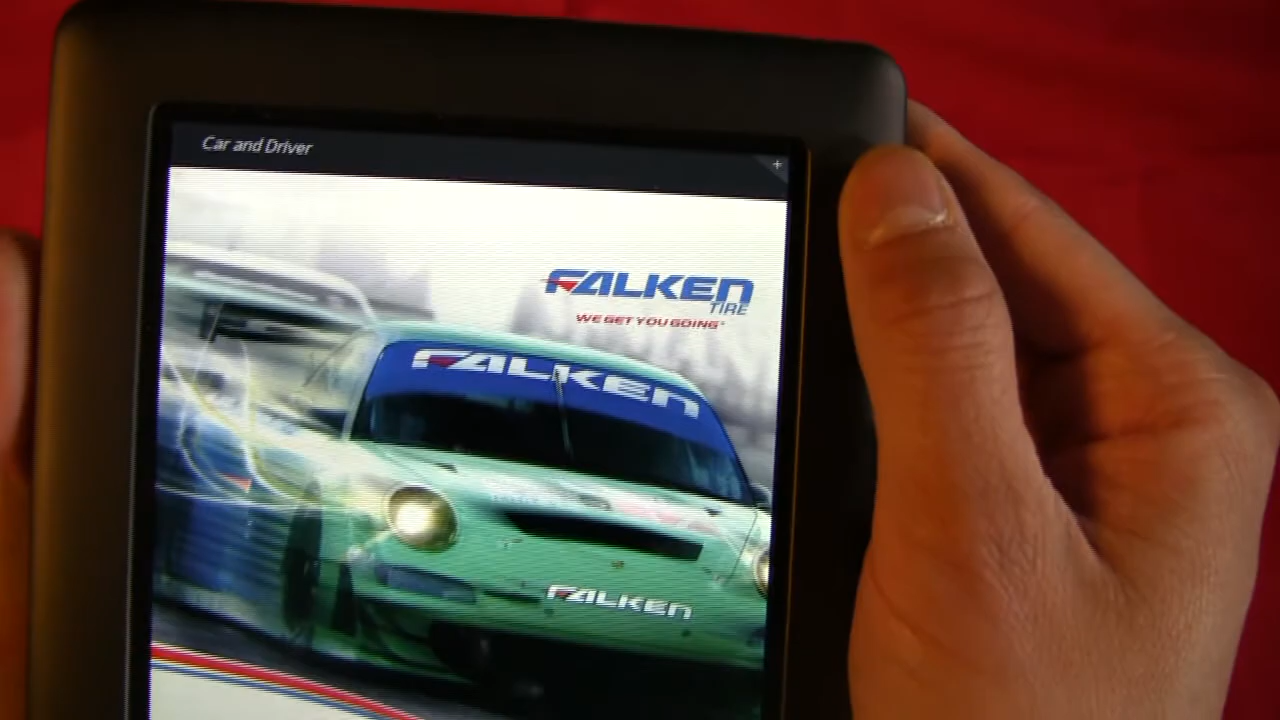 Car and Driver
+
FALKEN
TIRE
WE GET YOU GOING
FALKEN
FALKEN